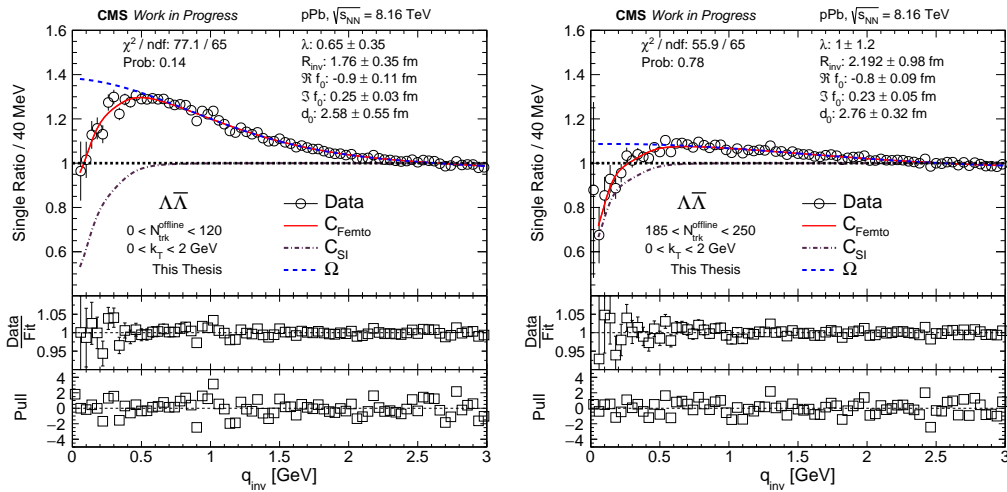 CMS Work in Progress pPb, √s_NN = 8.16 TeV
Single Ratio / 40 MeV
1.6
1.4
1.2
1
0.8
0.6
χ² / ndf: 77.1 / 65
Prob: 0.14
λ: 0.65 ± 0.35
R_inv: 1.76 ± 0.35 fm
ℜ f₀: -0.9 ± 0.11 fm
ℑ f₀: 0.25 ± 0.03 fm
d₀: 2.58 ± 0.55 fm
ΛΛ̅
0 < N_trk^offline < 120
0 < k_T < 2 GeV
This Thesis
Data
C_Femto
C_SI
Ω
Data
Fit
1.05
1
0.95
Pull
4
2
0
−2
−4
0 0.5 1 1.5 2 2.5 3
q_inv [GeV]
CMS Work in Progress pPb, √s_NN = 8.16 TeV
Single Ratio / 40 MeV
1.6
1.4
1.2
1
0.8
0.6
χ² / ndf: 55.9 / 65
Prob: 0.78
λ: 1 ± 1.2
R_inv: 2.192 ± 0.98 fm
ℜ f₀: -0.8 ± 0.09 fm
ℑ f₀: 0.23 ± 0.05 fm
d₀: 2.76 ± 0.32 fm
ΛΛ̅
185 < N_trk^offline < 250
0 < k_T < 2 GeV
This Thesis
Data
C_Femto
C_SI
Ω
Data
Fit
1.05
1
0.95
Pull
4
2
0
−2
−4
0 0.5 1 1.5 2 2.5 3
q_inv [GeV]